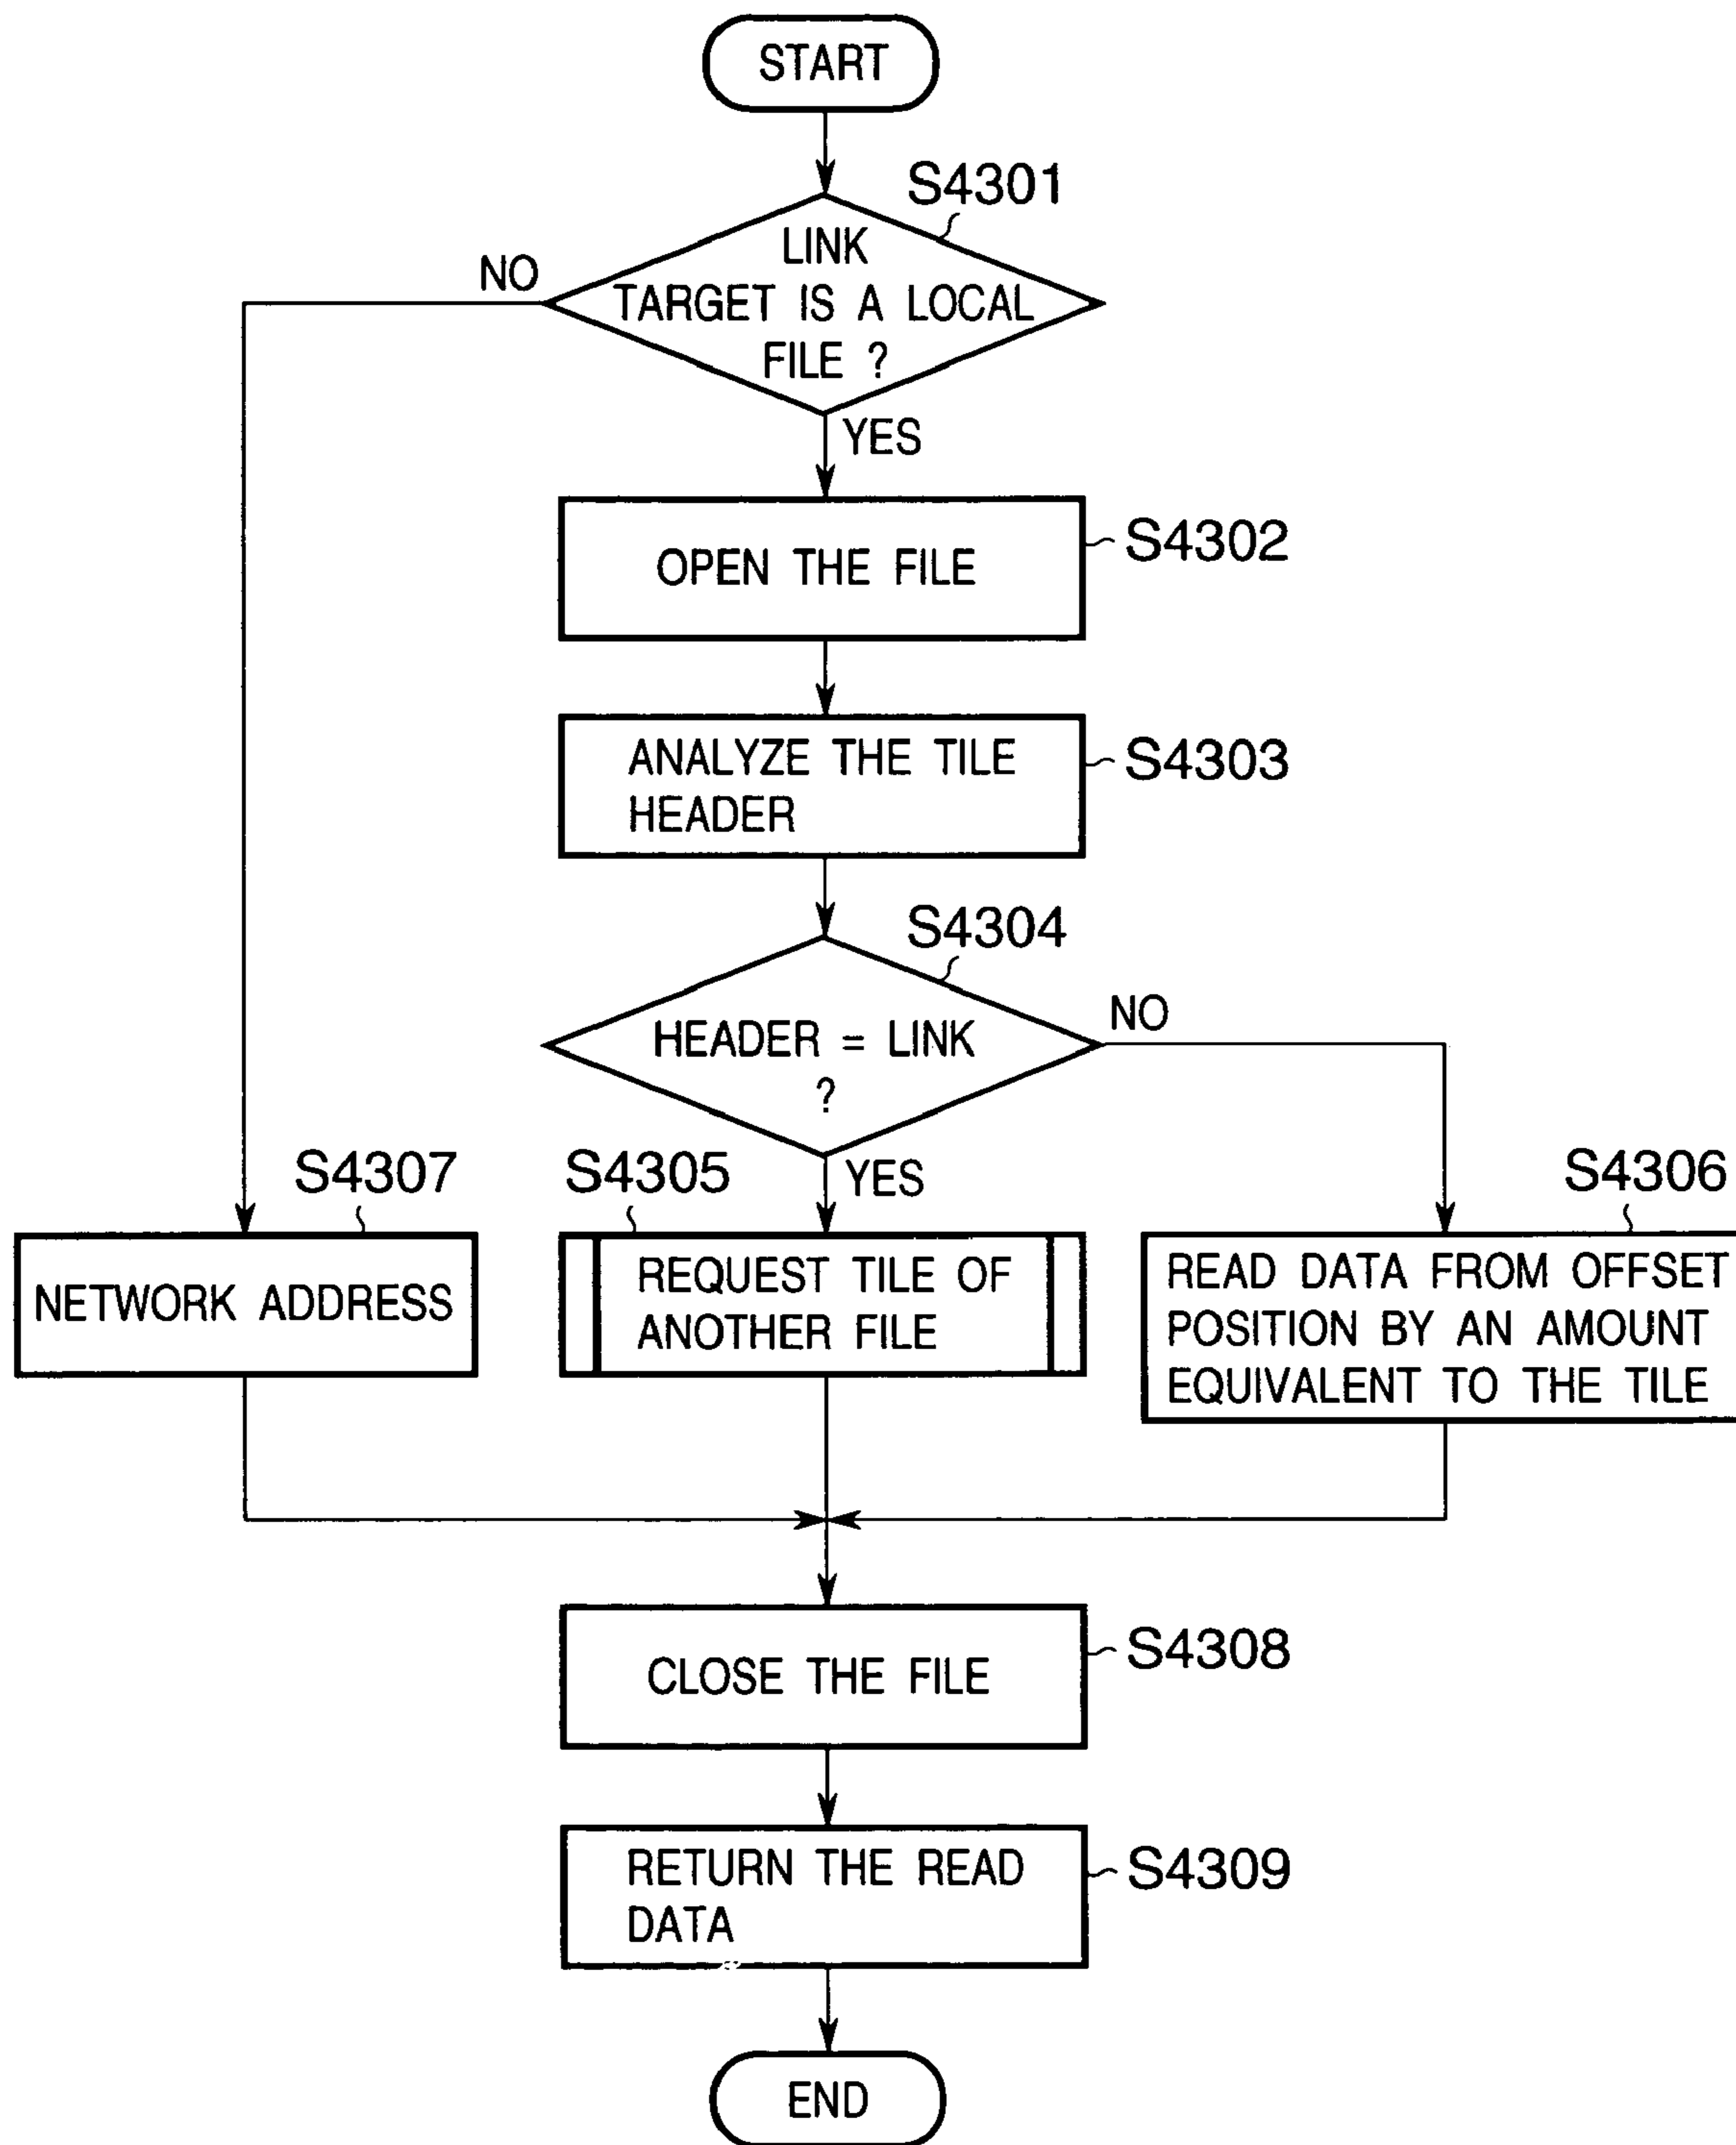 START
S4301
LINK
TARGET IS A LOCAL
FILE ?
NO
YES
OPEN THE FILE
S4302
ANALYZE THE TILE
HEADER
S4303
S4304
HEADER = LINK
?
NO
YES
S4307
NETWORK ADDRESS
S4305
REQUEST TILE OF
ANOTHER FILE
S4306
READ DATA FROM OFFSET
POSITION BY AN AMOUNT
EQUIVALENT TO THE TILE
CLOSE THE FILE
S4308
RETURN THE READ
DATA
S4309
END